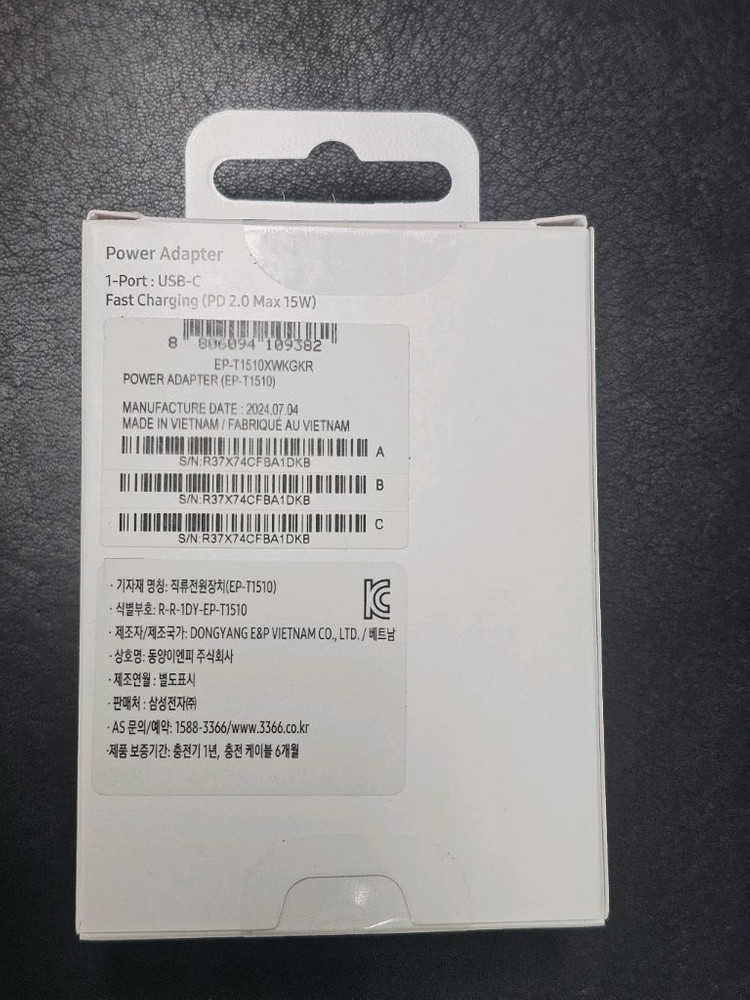 Power Adapter
1-Port : USB-C
Fast Charging (PD 2.0 Max 15W)
8 806094 109382
EP-T1510XWKGKR
POWER ADAPTER (EP-T1510)
MANUFACTURE DATE : 2024.07.04
MADE IN VIETNAM / FABRIQUÉ AU VIETNAM
A
S/N:R37X74CFBA1DKB
B
S/N:R37X74CFBA1DKB
C
S/N:R37X74CFBA1DKB
· 기자재 명칭: 직류전원장치(EP-T1510)
· 식별부호: R-R-1DY-EP-T1510
· 제조자/제조국가: DONGYANG E&P VIETNAM CO., LTD. / 베트남
· 상호명: 동양이엔피 주식회사
· 제조연월 : 별도표시
· 판매처 : 삼성전자㈜
· AS 문의/예약: 1588-3366/www.3366.co.kr
·제품 보증기간: 충전기 1년, 충전 케이블 6개월